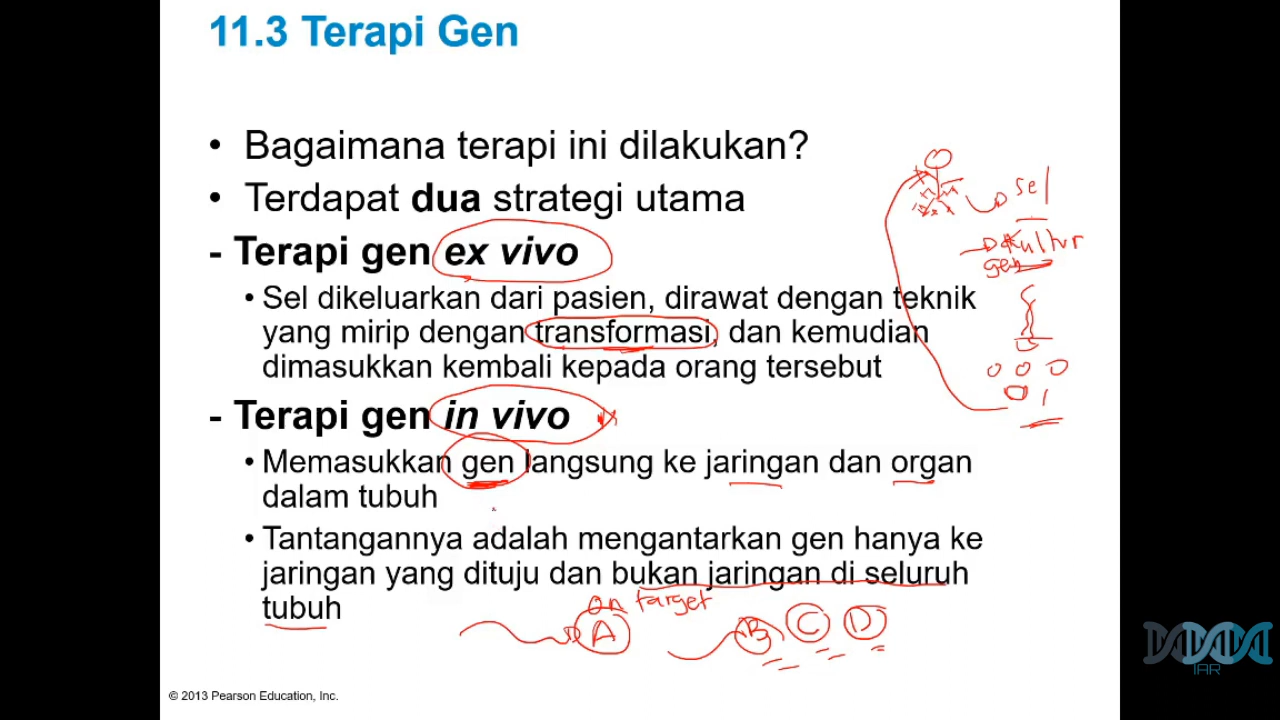 11.3 Terapi Gen
• Bagaimana terapi ini dilakukan?
• Terdapat dua strategi utama
- Terapi gen ex vivo
• Sel dikeluarkan dari pasien, dirawat dengan teknik
yang mirip dengan transformasi, dan kemudian
dimasukkan kembali kepada orang tersebut
- Terapi gen in vivo
• Memasukkan gen langsung ke jaringan dan organ
dalam tubuh
• Tantangannya adalah mengantarkan gen hanya ke
jaringan yang dituju dan bukan jaringan di seluruh
tubuh
sel
kultur
gen
on target
A
B C D
© 2013 Pearson Education, Inc.
IAR